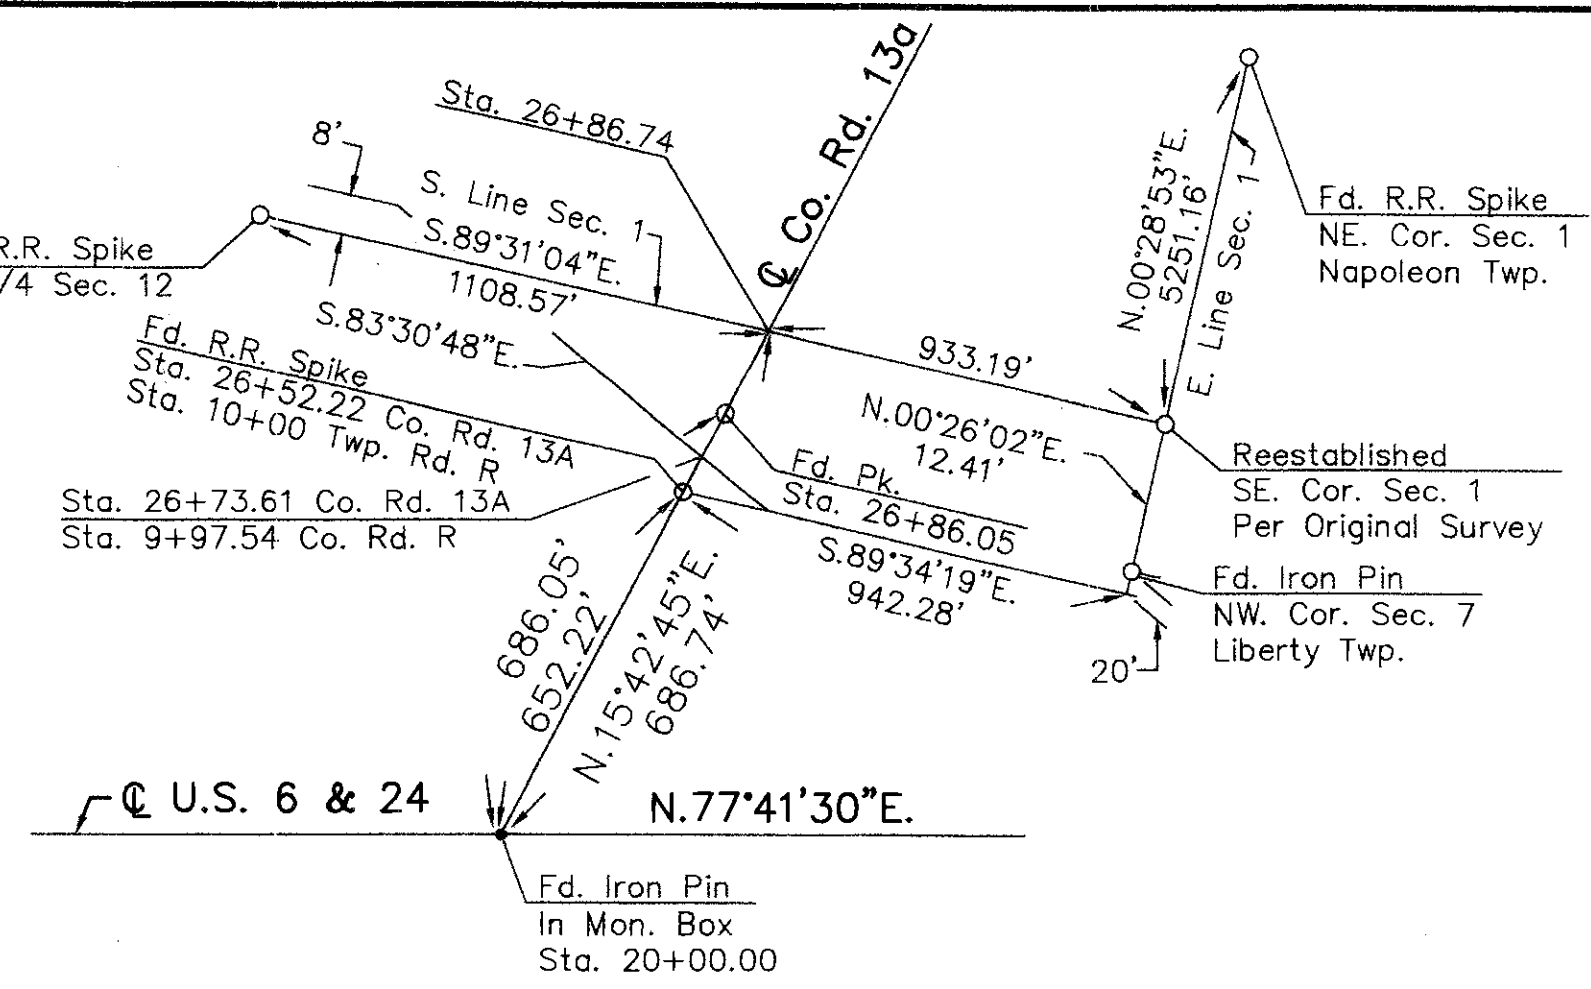 Sta. 26+86.74
8'
S. Line Sec. 1
S.89°31'04"E.
1108.57'
R.R. Spike
/4 Sec. 12
S.83°30'48"E.
℄ Co. Rd. 13a
N.00°28'53"E.
5251.16'
E. Line Sec. 1
Fd. R.R. Spike
NE. Cor. Sec. 1
Napoleon Twp.
Fd. R.R. Spike
Sta. 26+52.22 Co. Rd. 13A
Sta. 10+00 Twp. Rd. R
Sta. 26+73.61 Co. Rd. 13A
Sta. 9+97.54 Co. Rd. R
933.19'
N.00°26'02"E.
12.41'
Fd. Pk.
Sta. 26+86.05
S.89°34'19"E.
942.28'
Reestablished
SE. Cor. Sec. 1
Per Original Survey
Fd. Iron Pin
NW. Cor. Sec. 7
Liberty Twp.
20'
686.05'
652.22'
N.15°42'45"E.
686.74'
℄ U.S. 6 & 24
N.77°41'30"E.
Fd. Iron Pin
In Mon. Box
Sta. 20+00.00